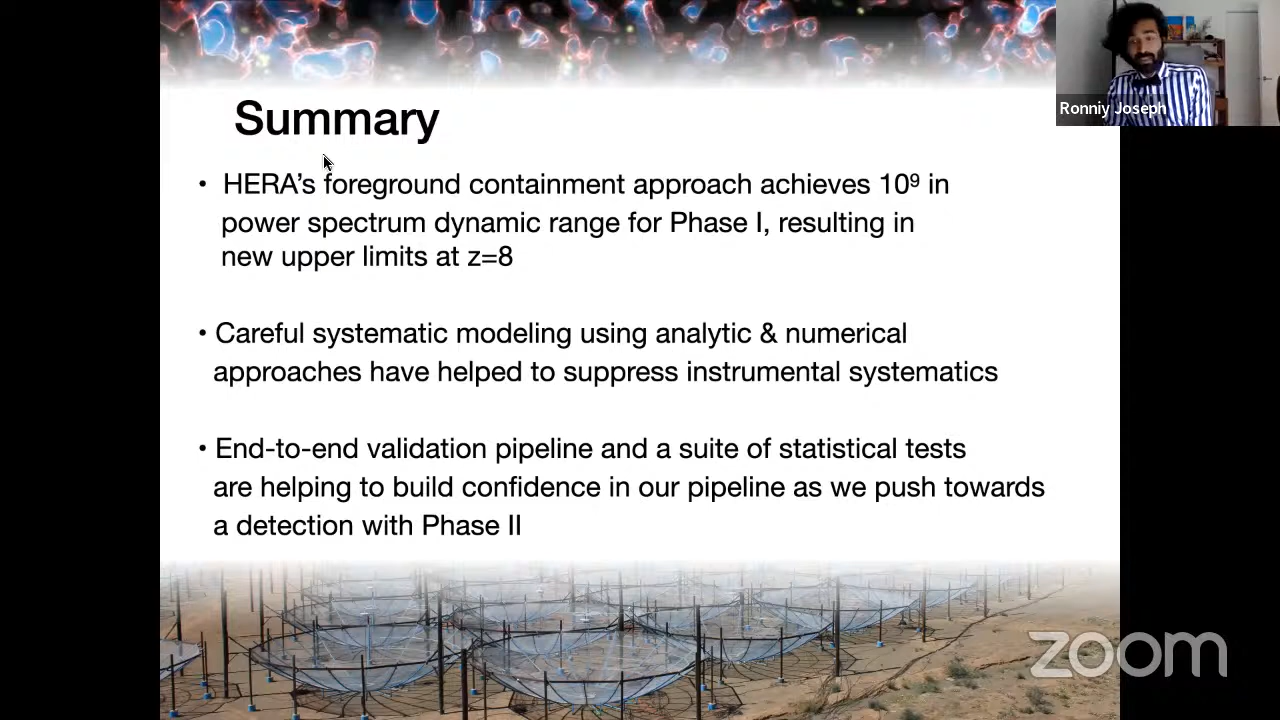 Summary
Ronniy Joseph
• HERA’s foreground containment approach achieves 10⁹ in
power spectrum dynamic range for Phase I, resulting in
new upper limits at z=8
• Careful systematic modeling using analytic & numerical
approaches have helped to suppress instrumental systematics
• End-to-end validation pipeline and a suite of statistical tests
are helping to build confidence in our pipeline as we push towards
a detection with Phase II
zoom